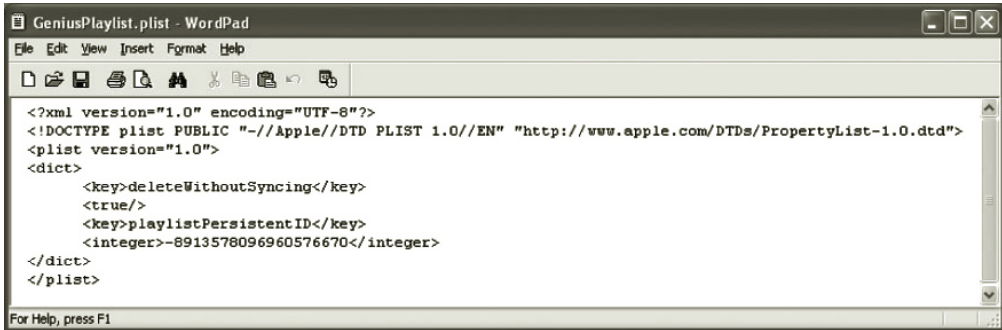 GeniusPlaylist.plist - WordPad
File Edit View Insert Format Help
<?xml version="1.0" encoding="UTF-8"?>
<!DOCTYPE plist PUBLIC "-//Apple//DTD PLIST 1.0//EN" "http://www.apple.com/DTDs/PropertyList-1.0.dtd">
<plist version="1.0">
<dict>
<key>deleteWithoutSyncing</key>
<true/>
<key>playlistPersistentID</key>
<integer>-8913578096960576670</integer>
</dict>
</plist>
For Help, press F1